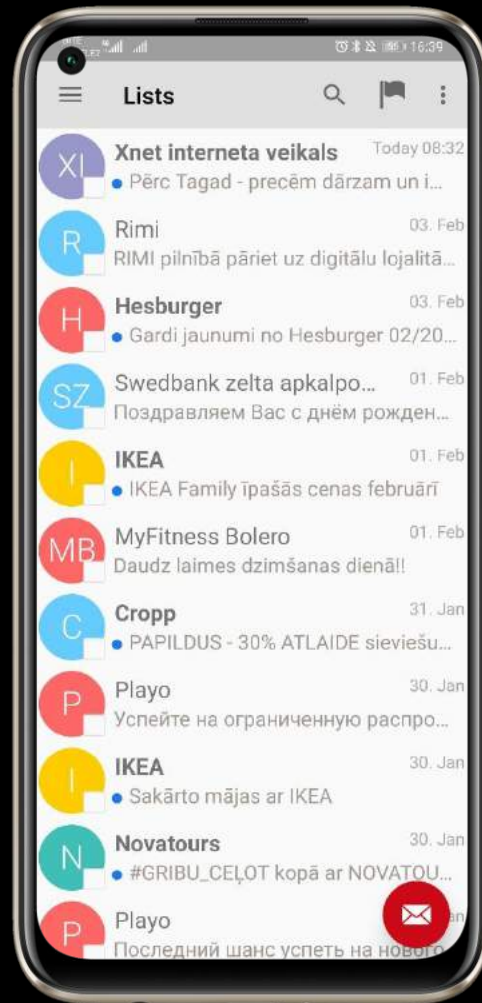 16:39
Lists
XI
Xnet interneta veikals Today 08:32
Pērc Tagad - precēm dārzam un i...
R
Rimi 03. Feb
RIMI pilnībā pāriet uz digitālu lojalitā...
H
Hesburger 03. Feb
Gardi jaunumi no Hesburger 02/20...
SZ
Swedbank zelta apkalpo... 01. Feb
Поздравляем Вас с днём рожден...
I
IKEA 01. Feb
IKEA Family īpašās cenas februārī
MB
MyFitness Bolero 01. Feb
Daudz laimes dzimšanas dienā!!
C
Cropp 31. Jan
PAPILDUS - 30% ATLAIDE sieviešu...
P
Playo 30. Jan
Успейте на ограниченную распро...
I
IKEA 30. Jan
Sakārto mājas ar IKEA
N
Novatours 30. Jan
#GRIBU_CEĻOT kopā ar NOVATOU...
P
Playo
Последний шанс успеть на нового